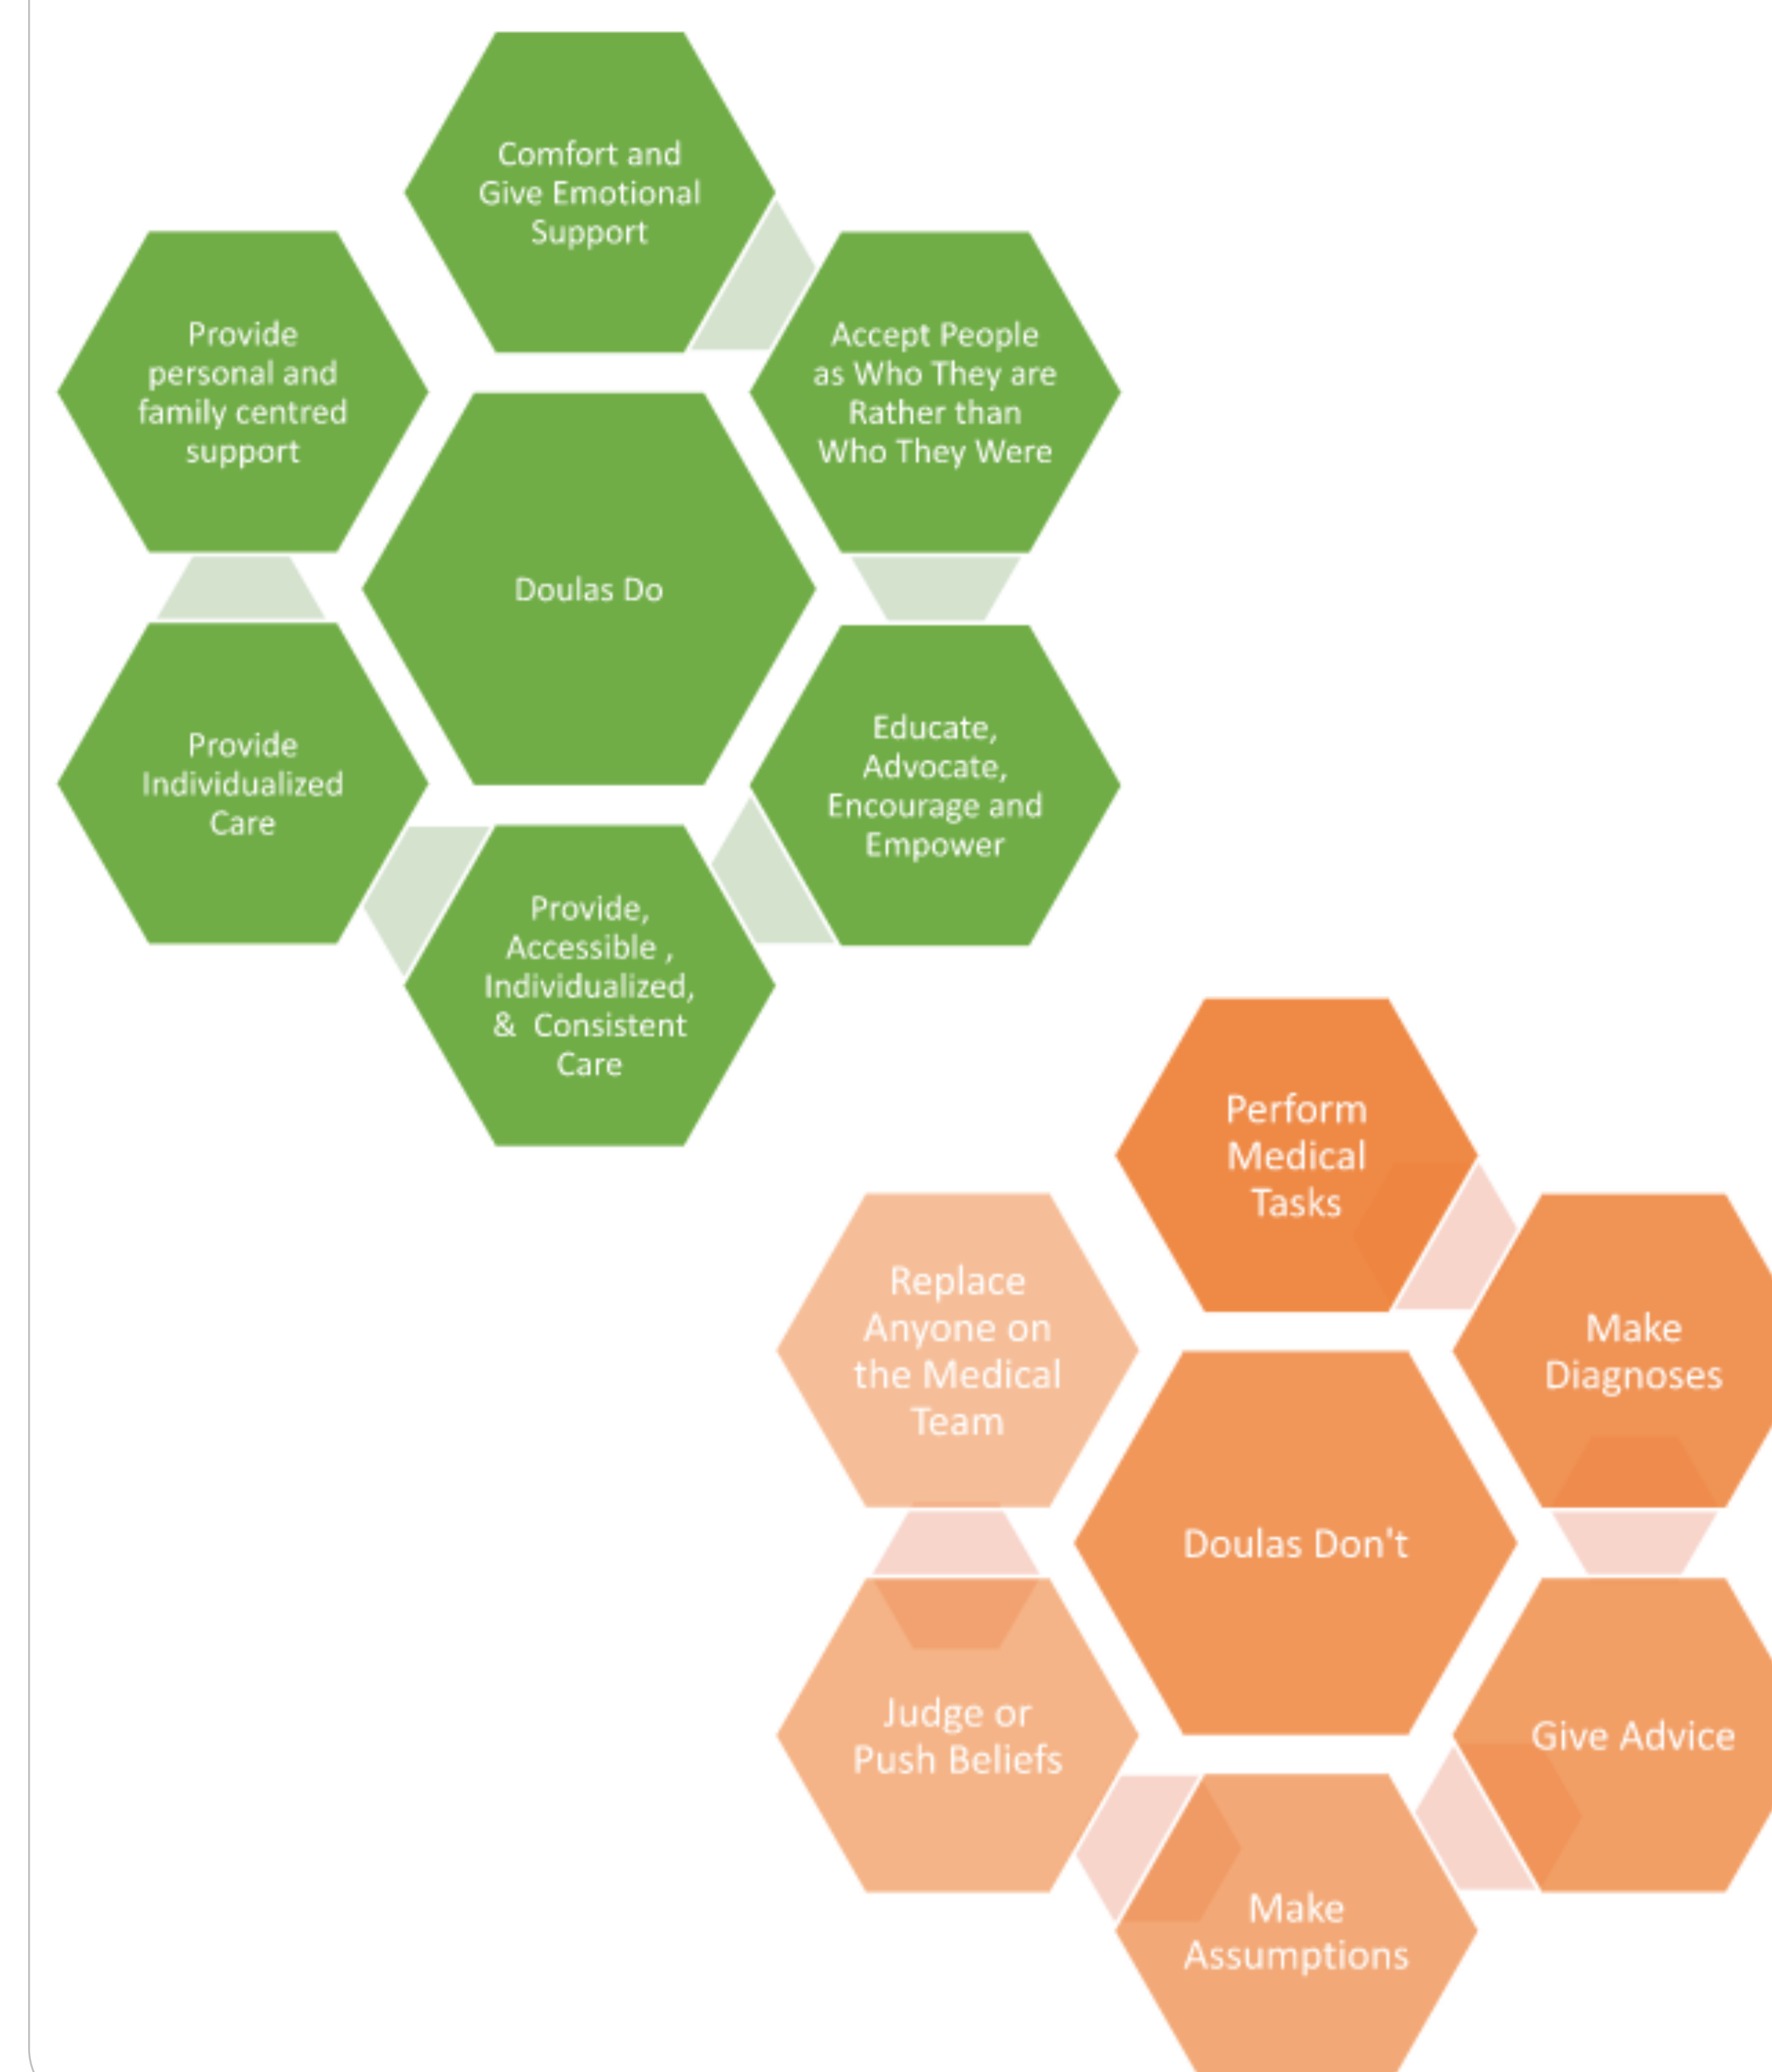 Comfort and
Give Emotional
Support
Accept People
as Who They are
Rather than
Who They Were
Educate,
Advocate,
Encourage and
Empower
Provide,
Accessible ,
Individualized,
&  Consistent
Care
Provide
Individualized
Care
Provide
personal and
family centred
support
Doulas Do
Perform
Medical
Tasks
Make
Diagnoses
Give Advice
Make
Assumptions
Judge or
Push Beliefs
Replace
Anyone on
the Medical
Team
Doulas Don't